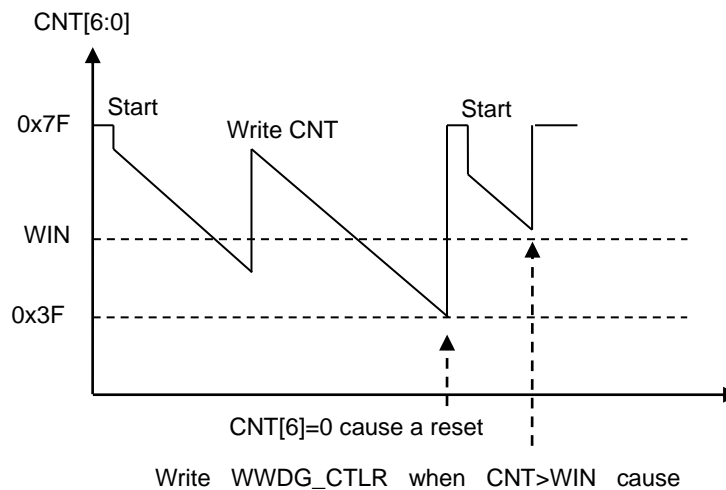 CNT[6:0]
Start
Start
0x7F
Write CNT
WIN
0x3F
CNT[6]=0 cause a reset
Write WWDG_CTLR when CNT>WIN cause